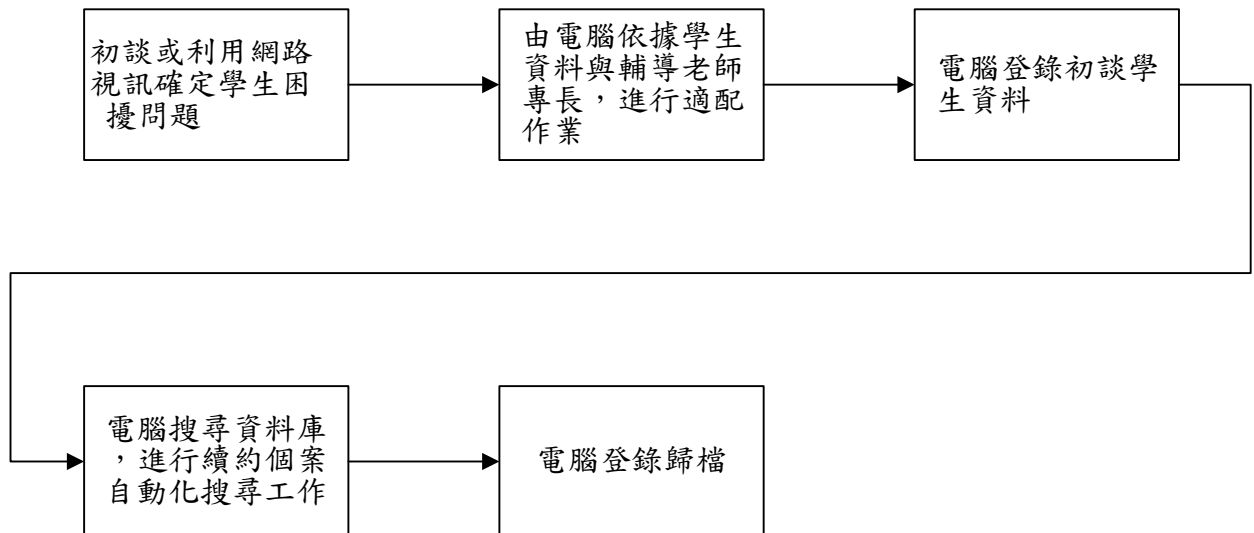 初談或利用網路
視訊確定學生困
擾問題
由電腦依據學生
資料與輔導老師
專長，進行適配
作業
電腦登錄初談學
生資料
電腦搜尋資料庫
，進行續約個案
自動化搜尋工作
電腦登錄歸檔